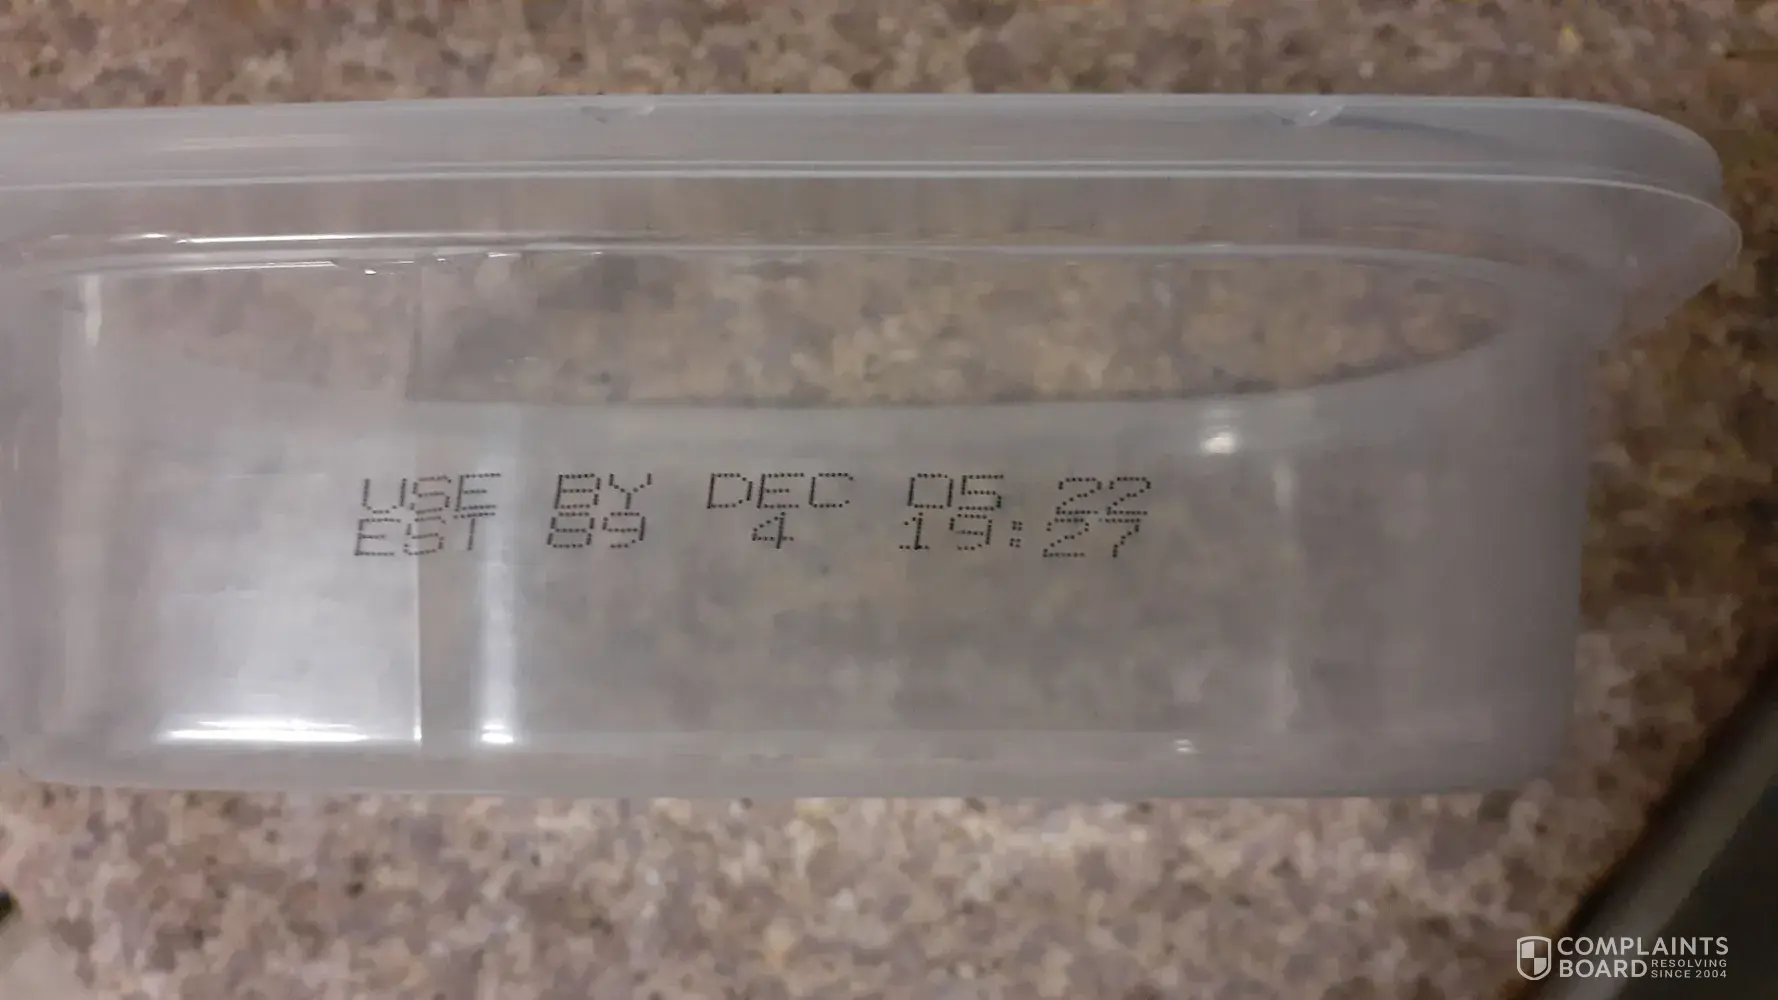 USE BY DEC 05 22
EST 89 4 19:27
COMPLAINTS
BOARD RESOLVING
SINCE 2004